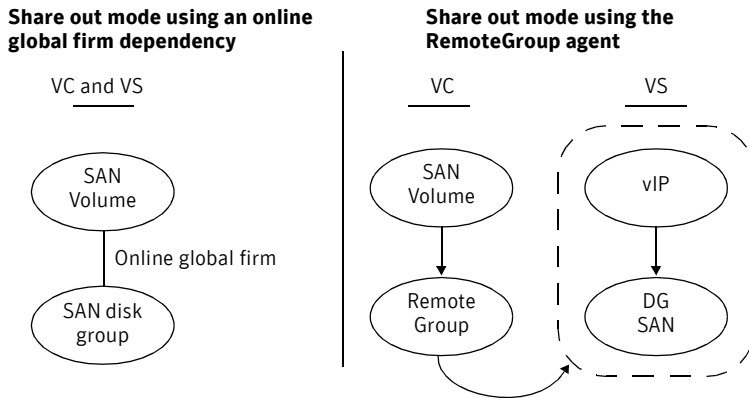 Share out mode using an online
global firm dependency
VC and VS
SAN
Volume
Online global firm
SAN disk
group
Share out mode using the
RemoteGroup agent
VC
VS
SAN
Volume
vIP
Remote
Group
DG
SAN